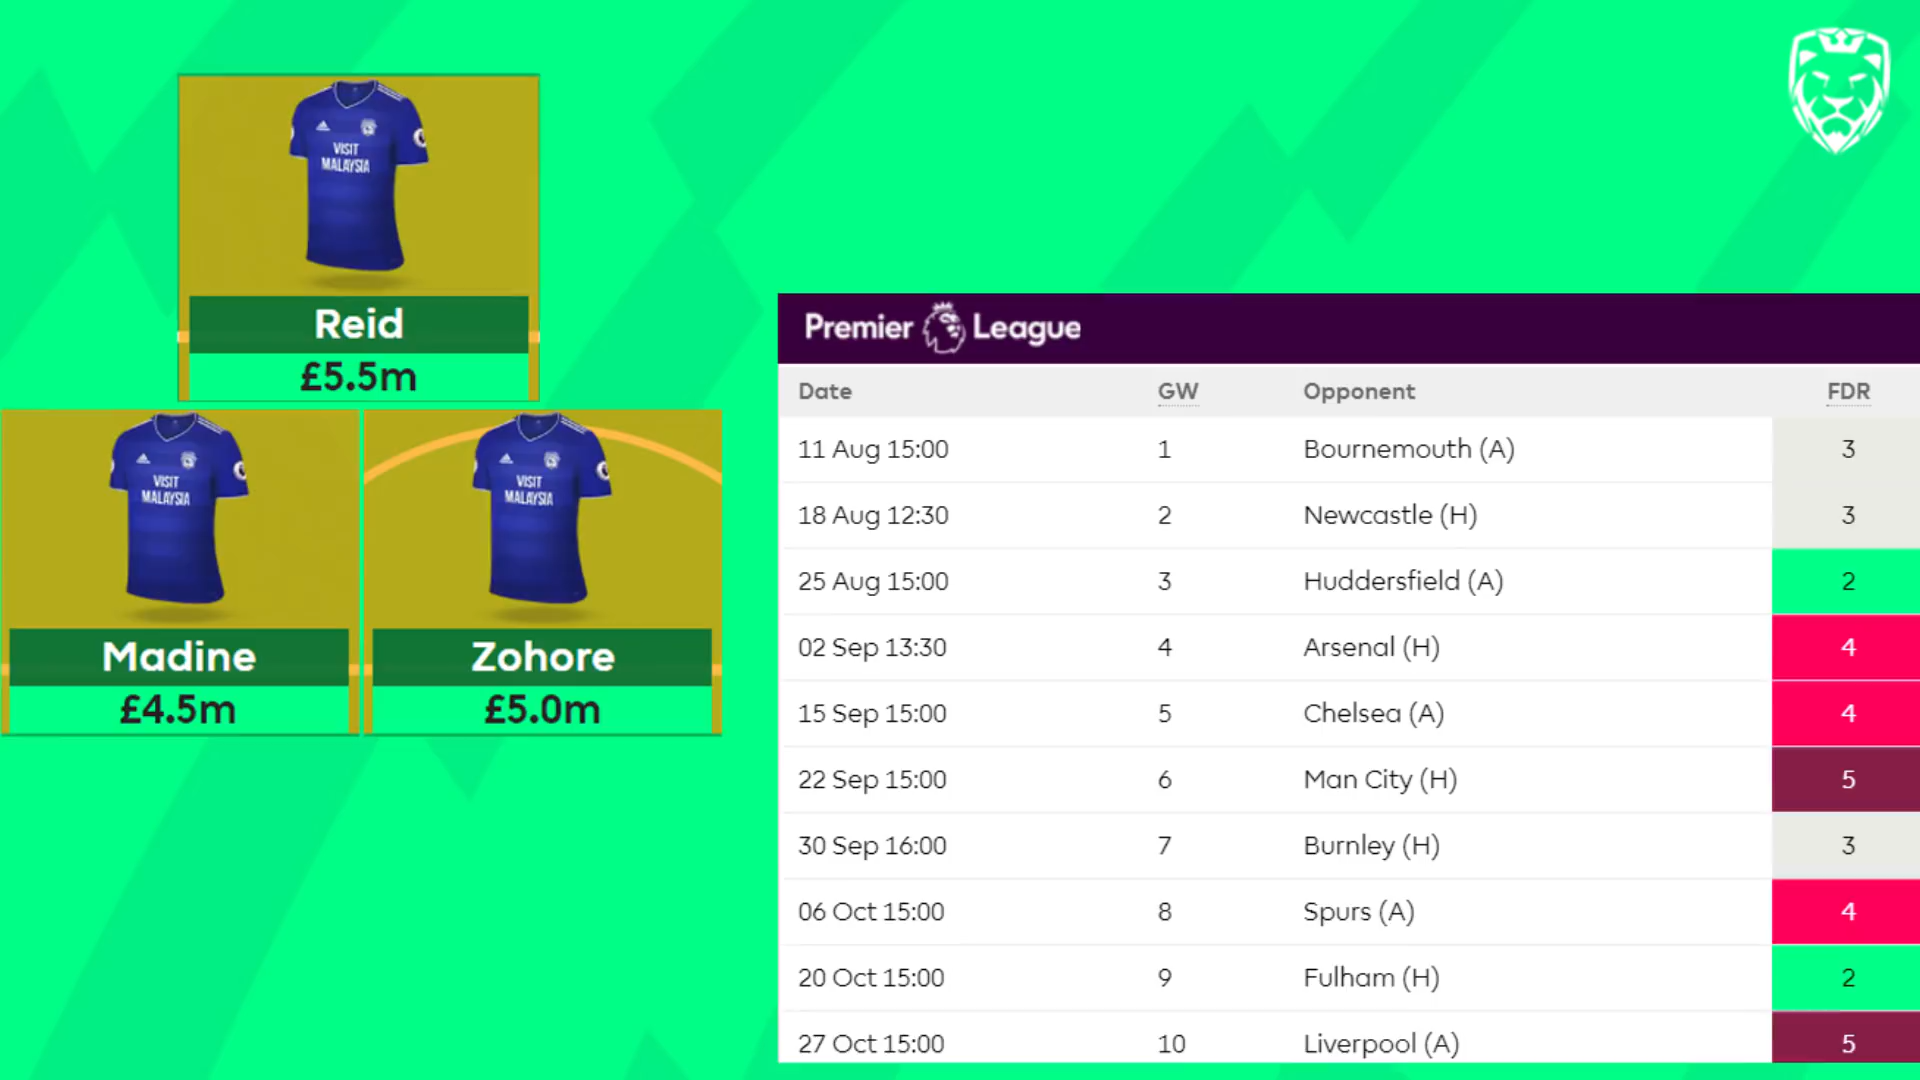 VISIT
MALAYSIA
Reid
£5.5m
VISIT
MALAYSIA
Madine
£4.5m
VISIT
MALAYSIA
Zohore
£5.0m
Premier League
Date GW Opponent FDR
11 Aug 15:00 1 Bournemouth (A) 3
18 Aug 12:30 2 Newcastle (H) 3
25 Aug 15:00 3 Huddersfield (A) 2
02 Sep 13:30 4 Arsenal (H) 4
15 Sep 15:00 5 Chelsea (A) 4
22 Sep 15:00 6 Man City (H) 5
30 Sep 16:00 7 Burnley (H) 3
06 Oct 15:00 8 Spurs (A) 4
20 Oct 15:00 9 Fulham (H) 2
27 Oct 15:00 10 Liverpool (A) 5